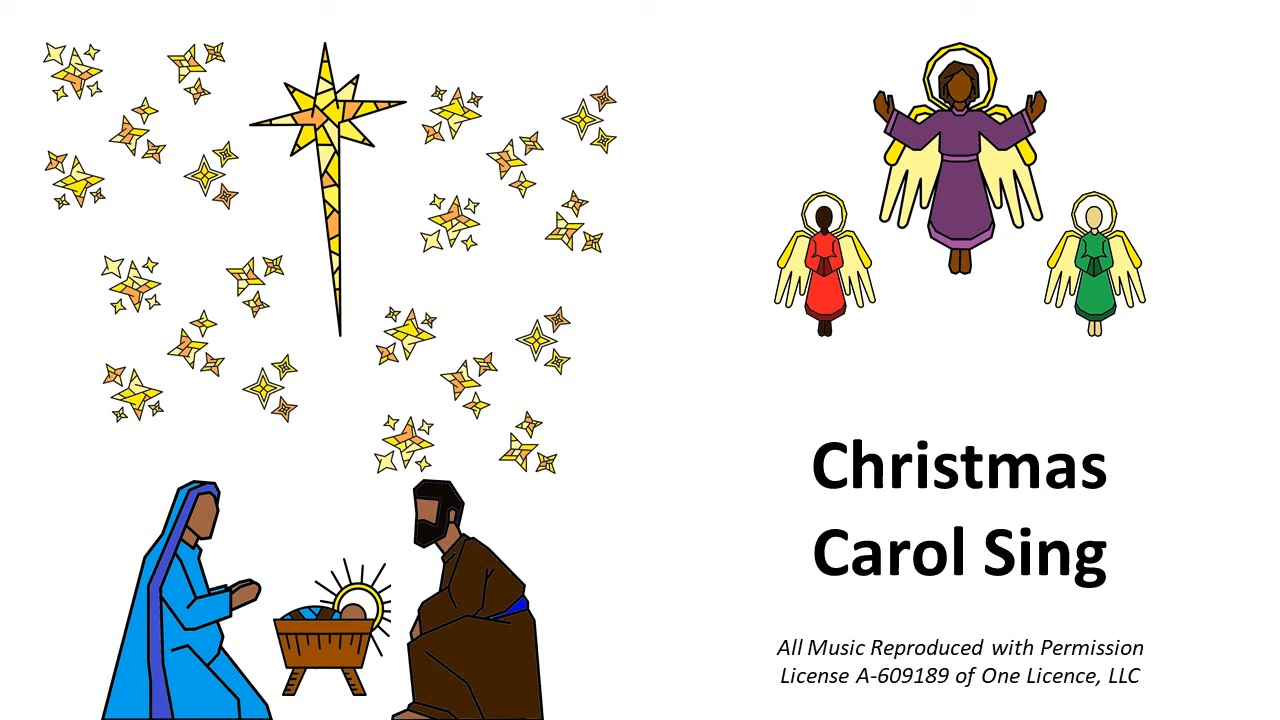 Christmas
Carol Sing
All Music Reproduced with Permission
License A-609189 of One Licence, LLC